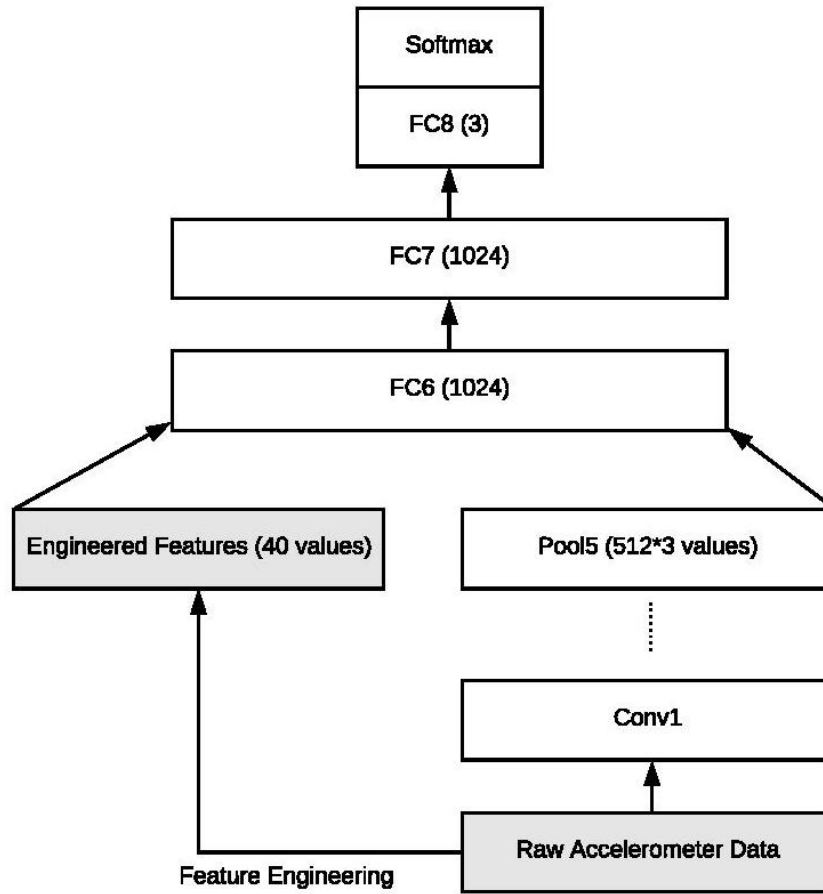 Softmax
FC8 (3)
FC7 (1024)
FC6 (1024)
Engineered Features (40 values)
Pool5 (512*3 values)
Conv1
Raw Accelerometer Data
Feature Engineering